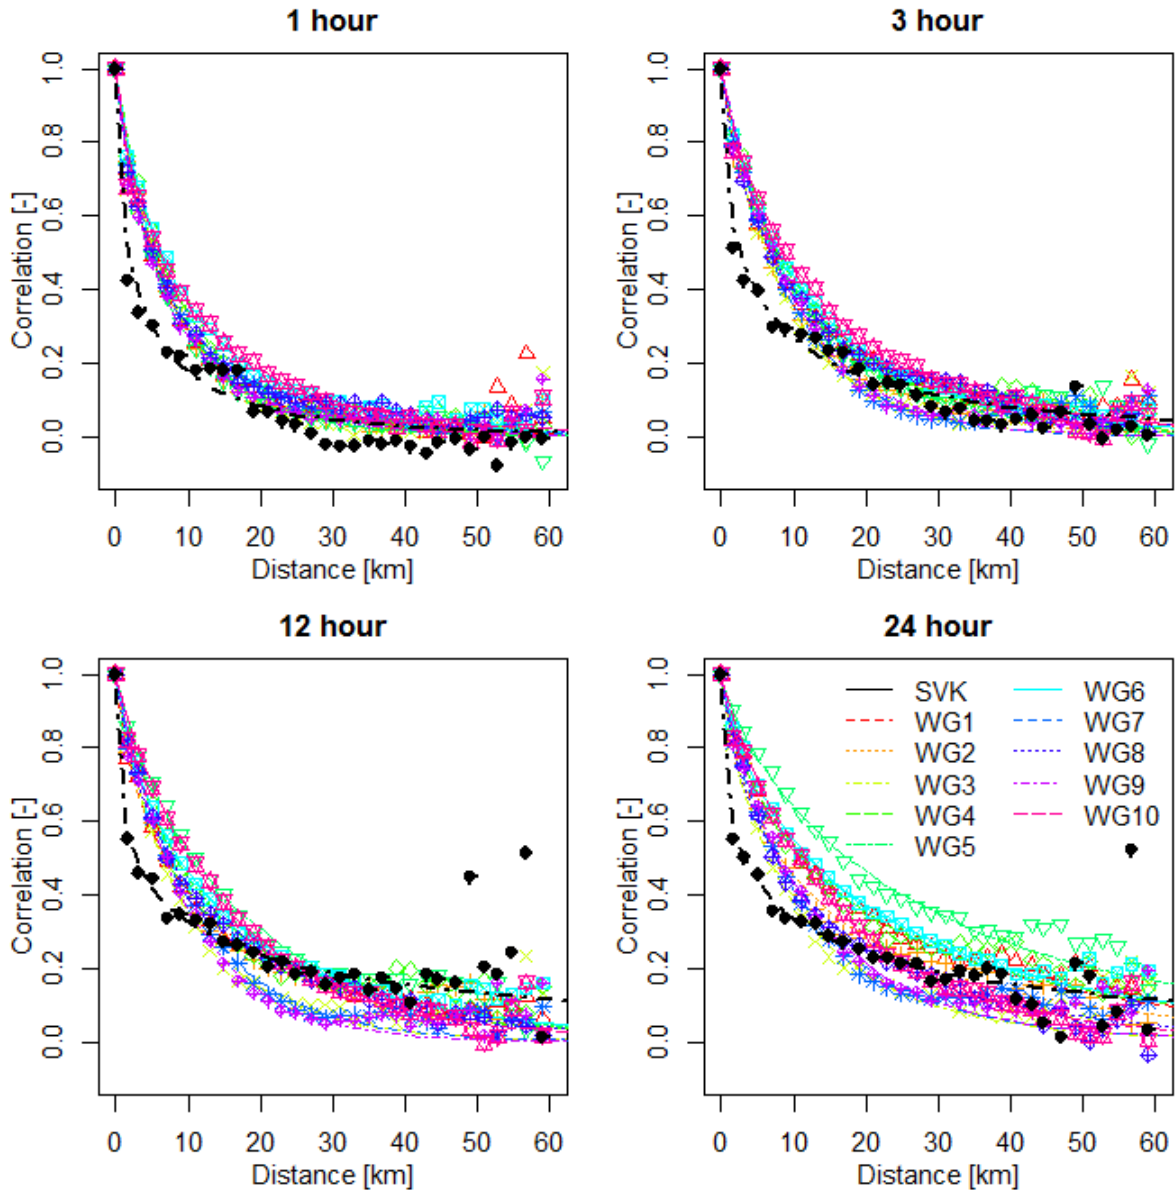 1 hour
3 hour
Correlation [-]
0.0 0.2 0.4 0.6 0.8 1.0
0 10 20 30 40 50 60
Distance [km]
Correlation [-]
0.0 0.2 0.4 0.6 0.8 1.0
0 10 20 30 40 50 60
Distance [km]
12 hour
24 hour
Correlation [-]
0.0 0.2 0.4 0.6 0.8 1.0
0 10 20 30 40 50 60
Distance [km]
Correlation [-]
0.0 0.2 0.4 0.6 0.8 1.0
SVK
WG1
WG2
WG3
WG4
WG5
WG6
WG7
WG8
WG9
WG10
0 10 20 30 40 50 60
Distance [km]